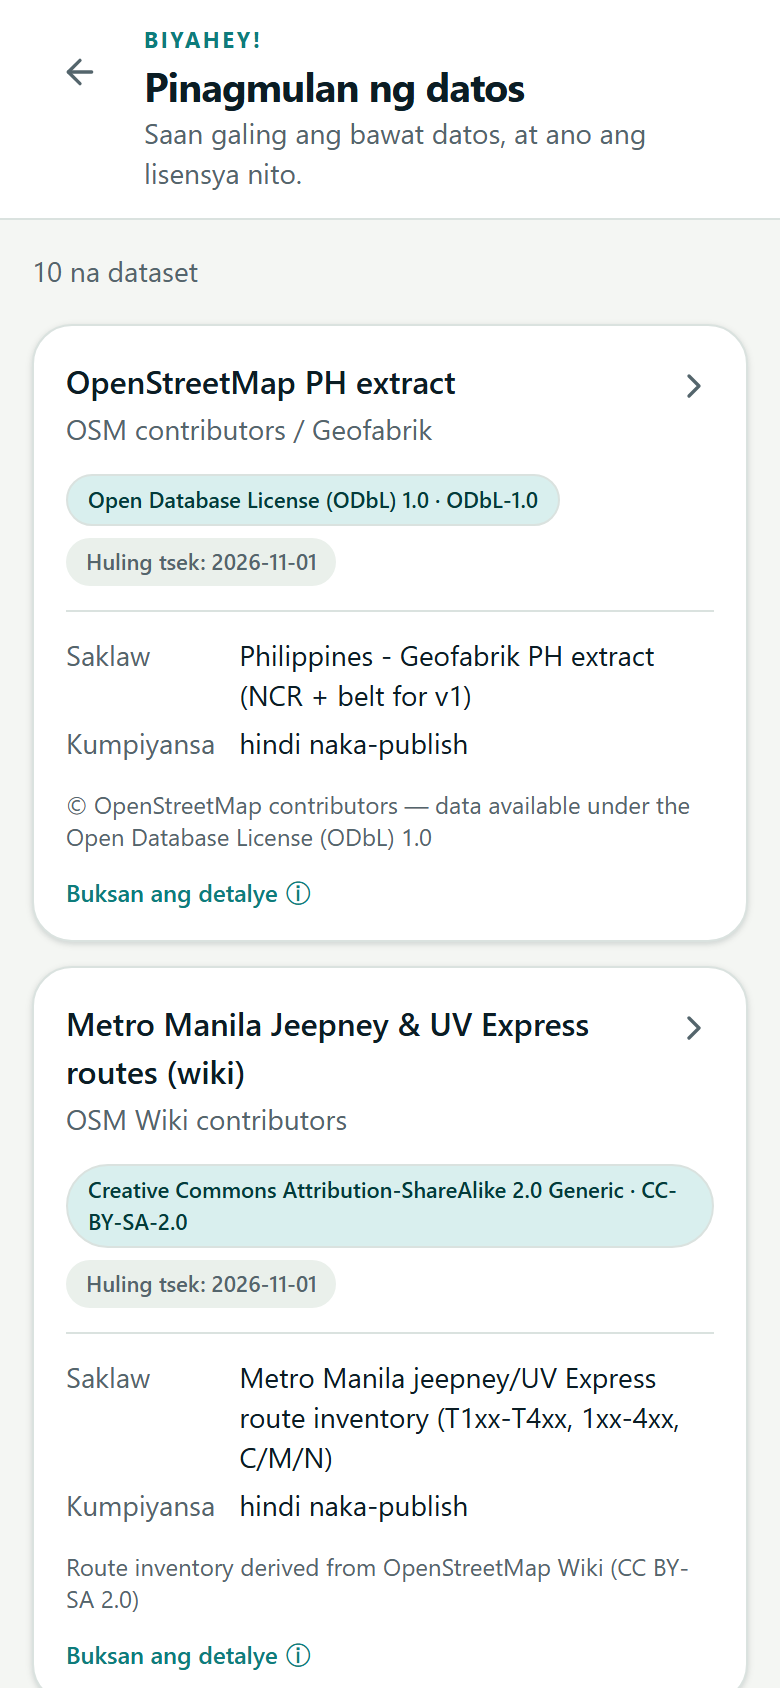 BIYAHEY!
Pinagmulan ng datos
Saan galing ang bawat datos, at ano ang
lisensya nito.
10 na dataset
OpenStreetMap PH extract
OSM contributors / Geofabrik
Open Database License (ODbL) 1.0 · ODbL-1.0
Huling tsek: 2026-11-01
Saklaw Philippines - Geofabrik PH extract
(NCR + belt for v1)
Kumpiyansa hindi naka-publish
© OpenStreetMap contributors — data available under the
Open Database License (ODbL) 1.0
Buksan ang detalye ⓘ
Metro Manila Jeepney & UV Express
routes (wiki)
OSM Wiki contributors
Creative Commons Attribution-ShareAlike 2.0 Generic · CC-
BY-SA-2.0
Huling tsek: 2026-11-01
Saklaw Metro Manila jeepney/UV Express
route inventory (T1xx-T4xx, 1xx-4xx,
C/M/N)
Kumpiyansa hindi naka-publish
Route inventory derived from OpenStreetMap Wiki (CC BY-
SA 2.0)
Buksan ang detalye ⓘ